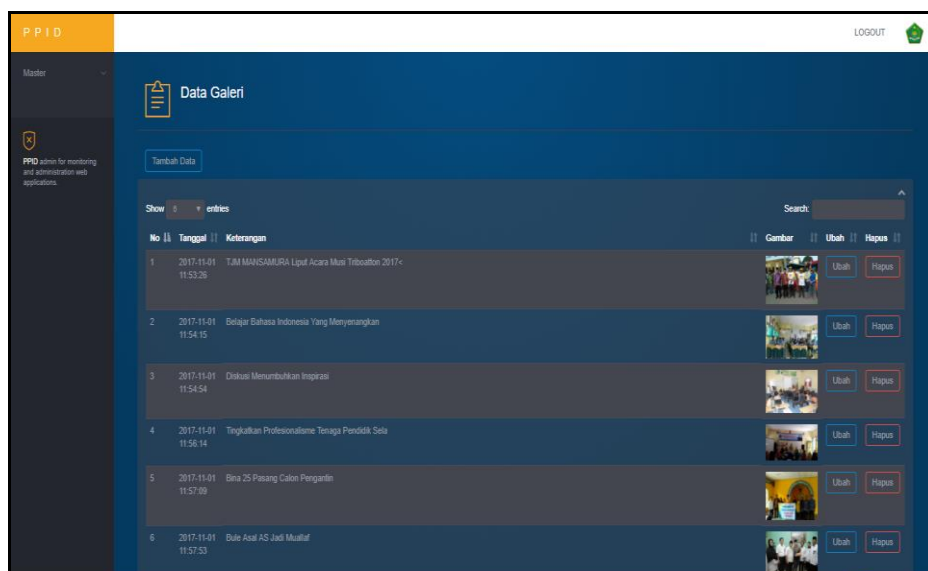 PPID
LOGOUT
Master
Data Galeri
PPID admin for monitoring
and administration web
applications.
Tambah Data
Show entries
Search:
No Tanggal Keterangan Gambar Ubah Hapus
1 2017-11-01 TJM MANSAMURA Liput Acara Musi Triboatton 2017< Ubah Hapus
11:53:26
2 2017-11-01 Belajar Bahasa Indonesia Yang Menyenangkan Ubah Hapus
11:54:15
3 2017-11-01 Diskusi Menumbuhkan Inspirasi Ubah Hapus
11:54:54
4 2017-11-01 Tingkatkan Profesionalisme Tenaga Pendidik Sela Ubah Hapus
11:56:14
5 2017-11-01 Bina 25 Pasang Calon Pengantin Ubah Hapus
11:57:09
6 2017-11-01 Bule Asal AS Jadi Muallaf Ubah Hapus
11:57:53